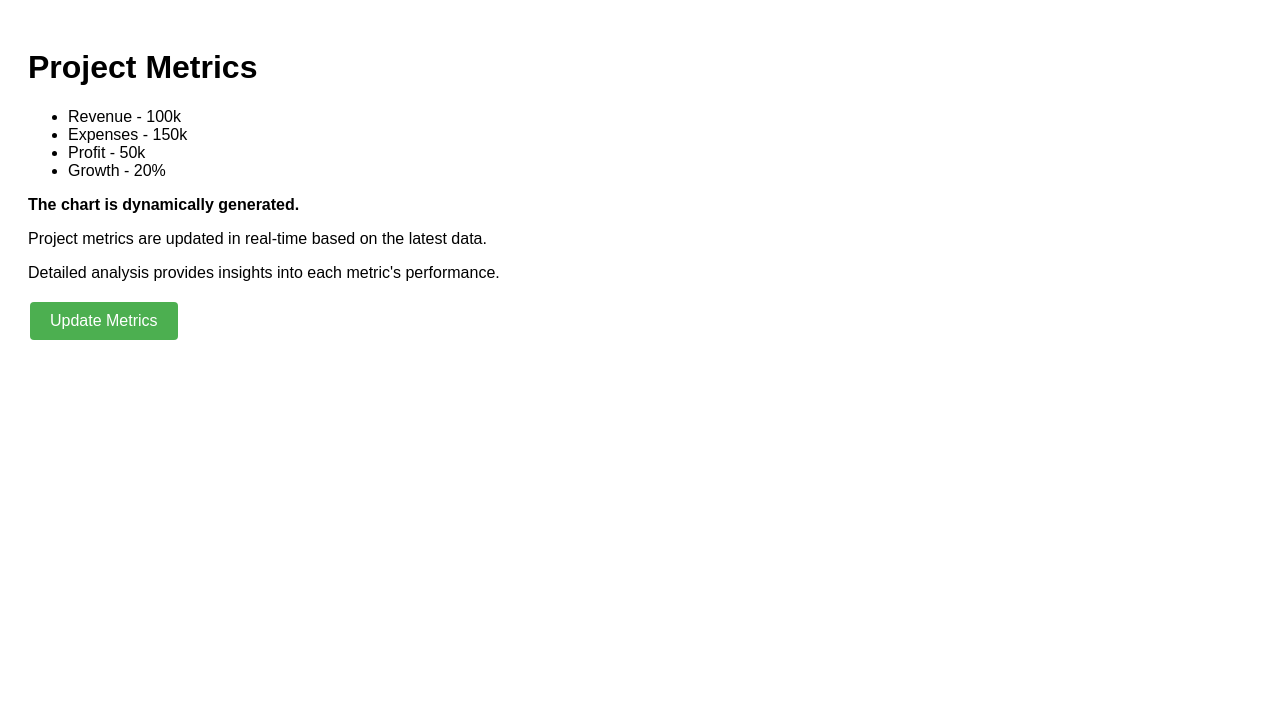 Project Metrics
Revenue - 100k
Expenses - 150k
Profit - 50k
Growth - 20%
The chart is dynamically generated.
Project metrics are updated in real-time based on the latest data.
Detailed analysis provides insights into each metric's performance.
Update Metrics